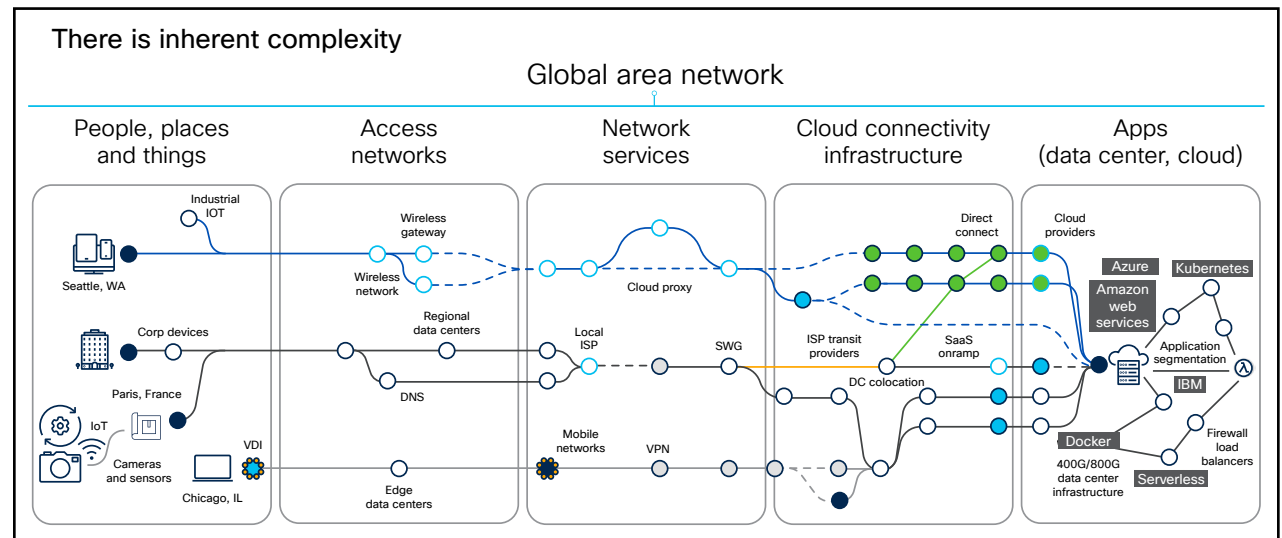 There is inherent complexity
Global area network
People, places
and things
Access
networks
Network
services
Cloud connectivity
infrastructure
Apps
(data center, cloud)
Industrial
IOT
Seattle, WA
Corp devices
Paris, France
IoT
Cameras
and sensors
VDI
Chicago, IL
Wireless
gateway
Wireless
network
Regional
data centers
DNS
Edge
data centers
Cloud proxy
Local
ISP
SWG
Mobile
networks
VPN
Direct
connect
ISP transit
providers
SaaS
onramp
DC colocation
Cloud
providers
Azure
Kubernetes
Amazon
web
services
Application
segmentation
λ
IBM
Docker
Firewall
load
balancers
400G/800G
data center
infrastructure
Serverless